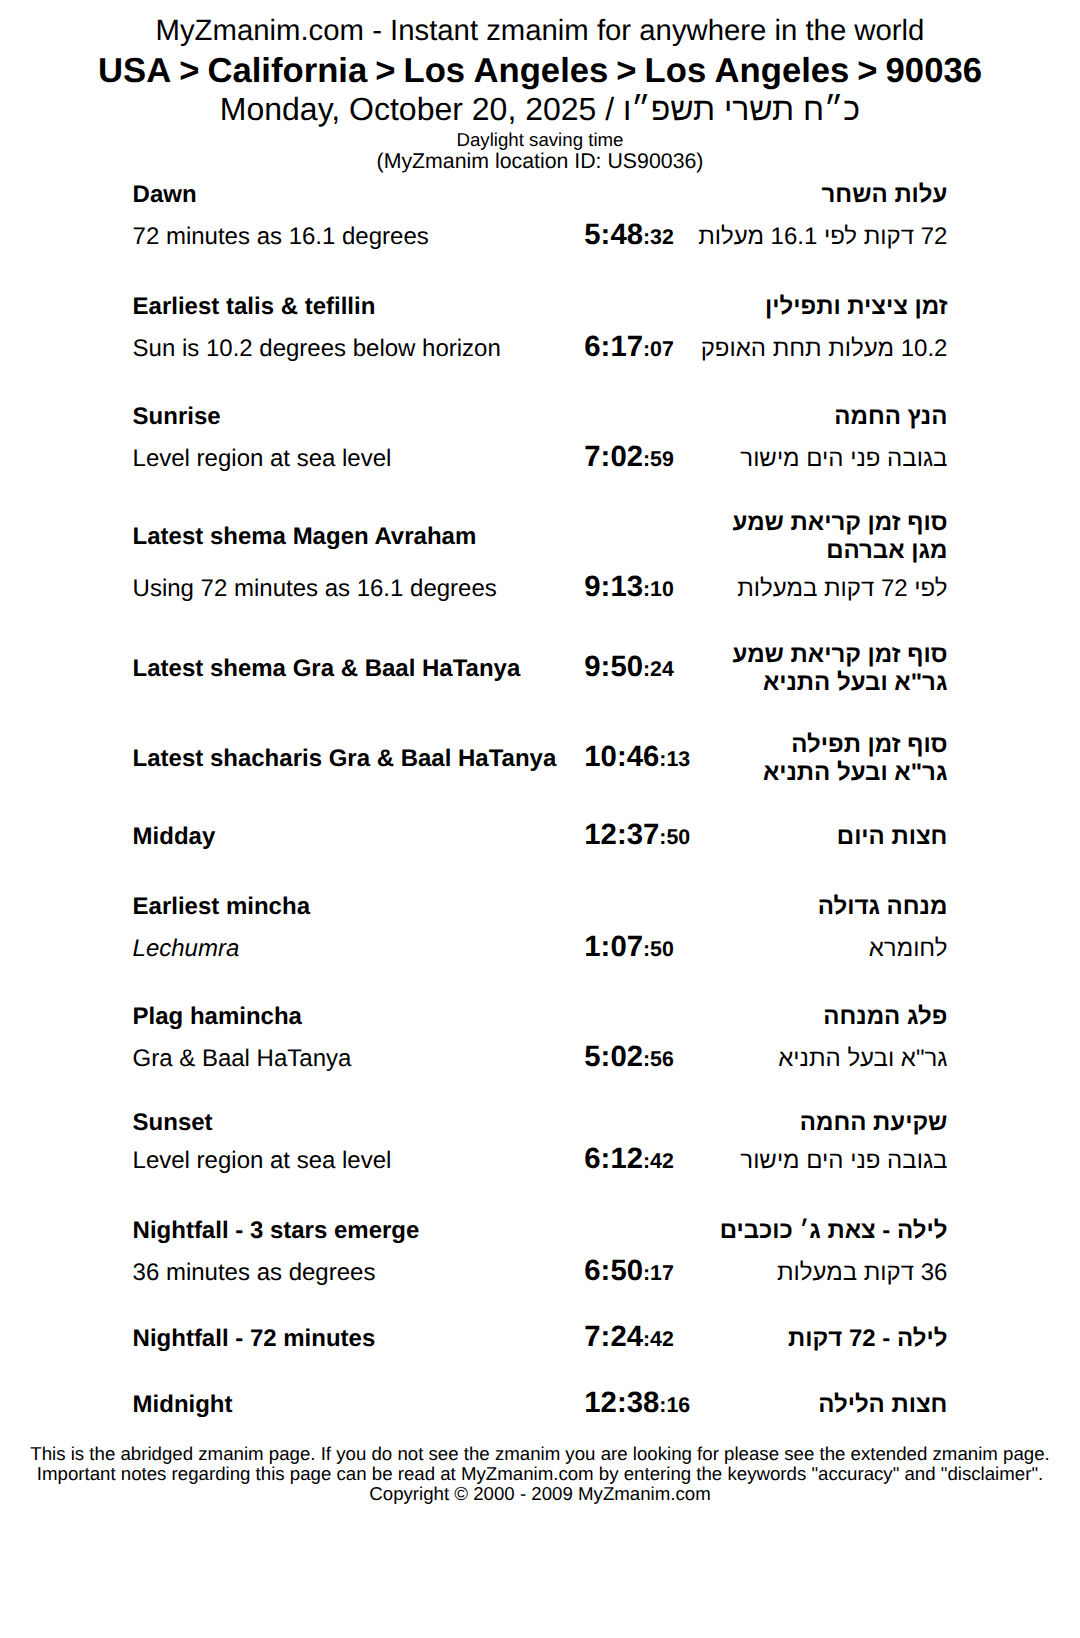 MyZmanim.com - Instant zmanim for anywhere in the world
USA > California > Los Angeles > Los Angeles > 90036
Monday, October 20, 2025 / כ״ח תשרי תשפ״ו
Daylight saving time
(MyZmanim location ID: US90036)
Dawn עלות השחר
72 minutes as 16.1 degrees 5:48:32 72 דקות לפי 16.1 מעלות
Earliest talis & tefillin זמן ציצית ותפילין
Sun is 10.2 degrees below horizon 6:17:07 10.2 מעלות תחת האופק
Sunrise הנץ החמה
Level region at sea level 7:02:59 בגובה פני הים מישור
Latest shema Magen Avraham סוף זמן קריאת שמע
מגן אברהם
Using 72 minutes as 16.1 degrees 9:13:10 לפי 72 דקות במעלות
Latest shema Gra & Baal HaTanya 9:50:24 סוף זמן קריאת שמע
גר"א ובעל התניא
Latest shacharis Gra & Baal HaTanya 10:46:13 סוף זמן תפילה
גר"א ובעל התניא
Midday 12:37:50 חצות היום
Earliest mincha מנחה גדולה
Lechumra 1:07:50 לחומרא
Plag hamincha פלג המנחה
Gra & Baal HaTanya 5:02:56 גר"א ובעל התניא
Sunset שקיעת החמה
Level region at sea level 6:12:42 בגובה פני הים מישור
Nightfall - 3 stars emerge לילה - צאת ג׳ כוכבים
36 minutes as degrees 6:50:17 36 דקות במעלות
Nightfall - 72 minutes 7:24:42 לילה - 72 דקות
Midnight 12:38:16 חצות הלילה
This is the abridged zmanim page. If you do not see the zmanim you are looking for please see the extended zmanim page.
Important notes regarding this page can be read at MyZmanim.com by entering the keywords "accuracy" and "disclaimer".
Copyright © 2000 - 2009 MyZmanim.com